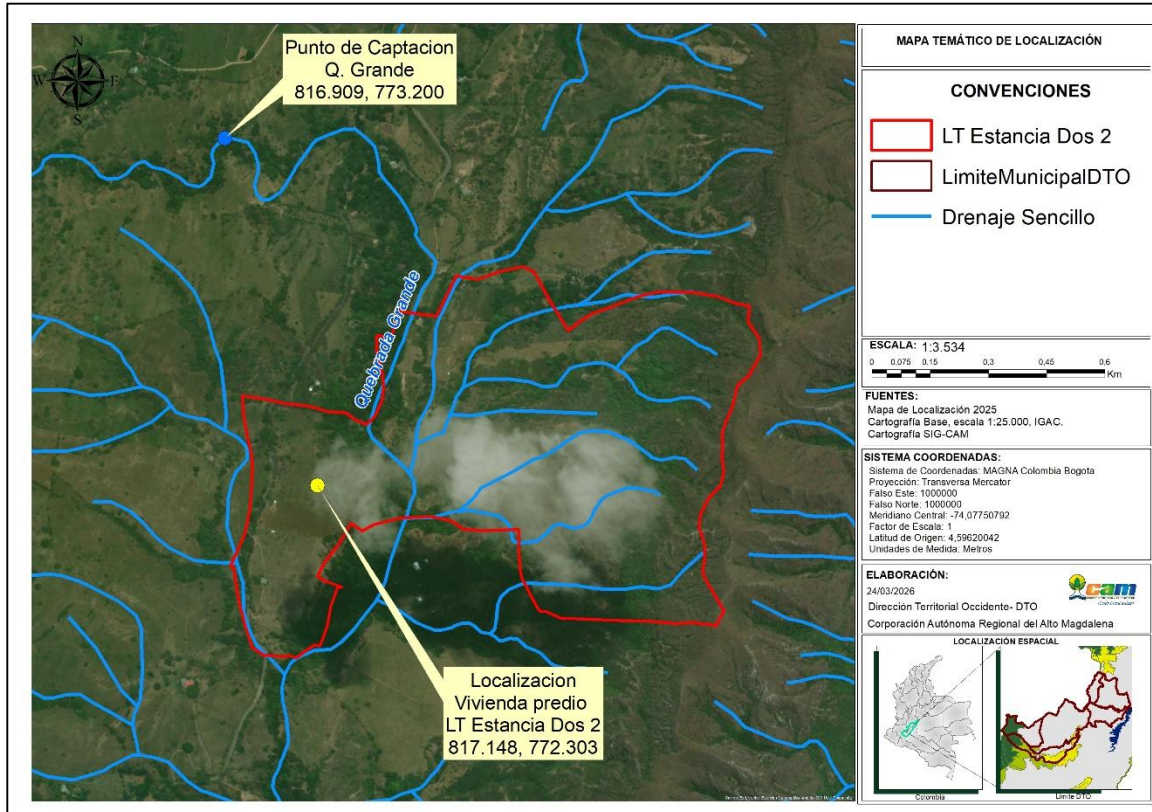 N
W
E
S
Punto de Captacion
Q. Grande
816.909, 773.200
Quebrada Grande
Localizacion
Vivienda predio
LT Estancia Dos 2
817.148, 772.303
MAPA TEMÁTICO DE LOCALIZACIÓN
CONVENCIONES
LT Estancia Dos 2
LimiteMunicipalDTO
Drenaje Sencillo
ESCALA: 1:3.534
0 0,075 0,15 0,3 0,45 0,6
Km
FUENTES:
Mapa de Localización 2025
Cartografía Base, escala 1:25.000, IGAC.
Cartografía SIG-CAM
SISTEMA COORDENADAS:
Sistema de Coordenadas: MAGNA Colombia Bogota
Proyección: Transversa Mercator
Falso Este: 1000000
Falso Norte: 1000000
Meridiano Central: -74,07750792
Factor de Escala: 1
Latitud de Origen: 4,59620042
Unidades de Medida: Metros
ELABORACIÓN:
24/03/2026
cam
Dirección Territorial Occidente- DTO
Corporación Autónoma Regional del Alto Magdalena
LOCALIZACIÓN ESPACIAL
Colombia
Limite DTO